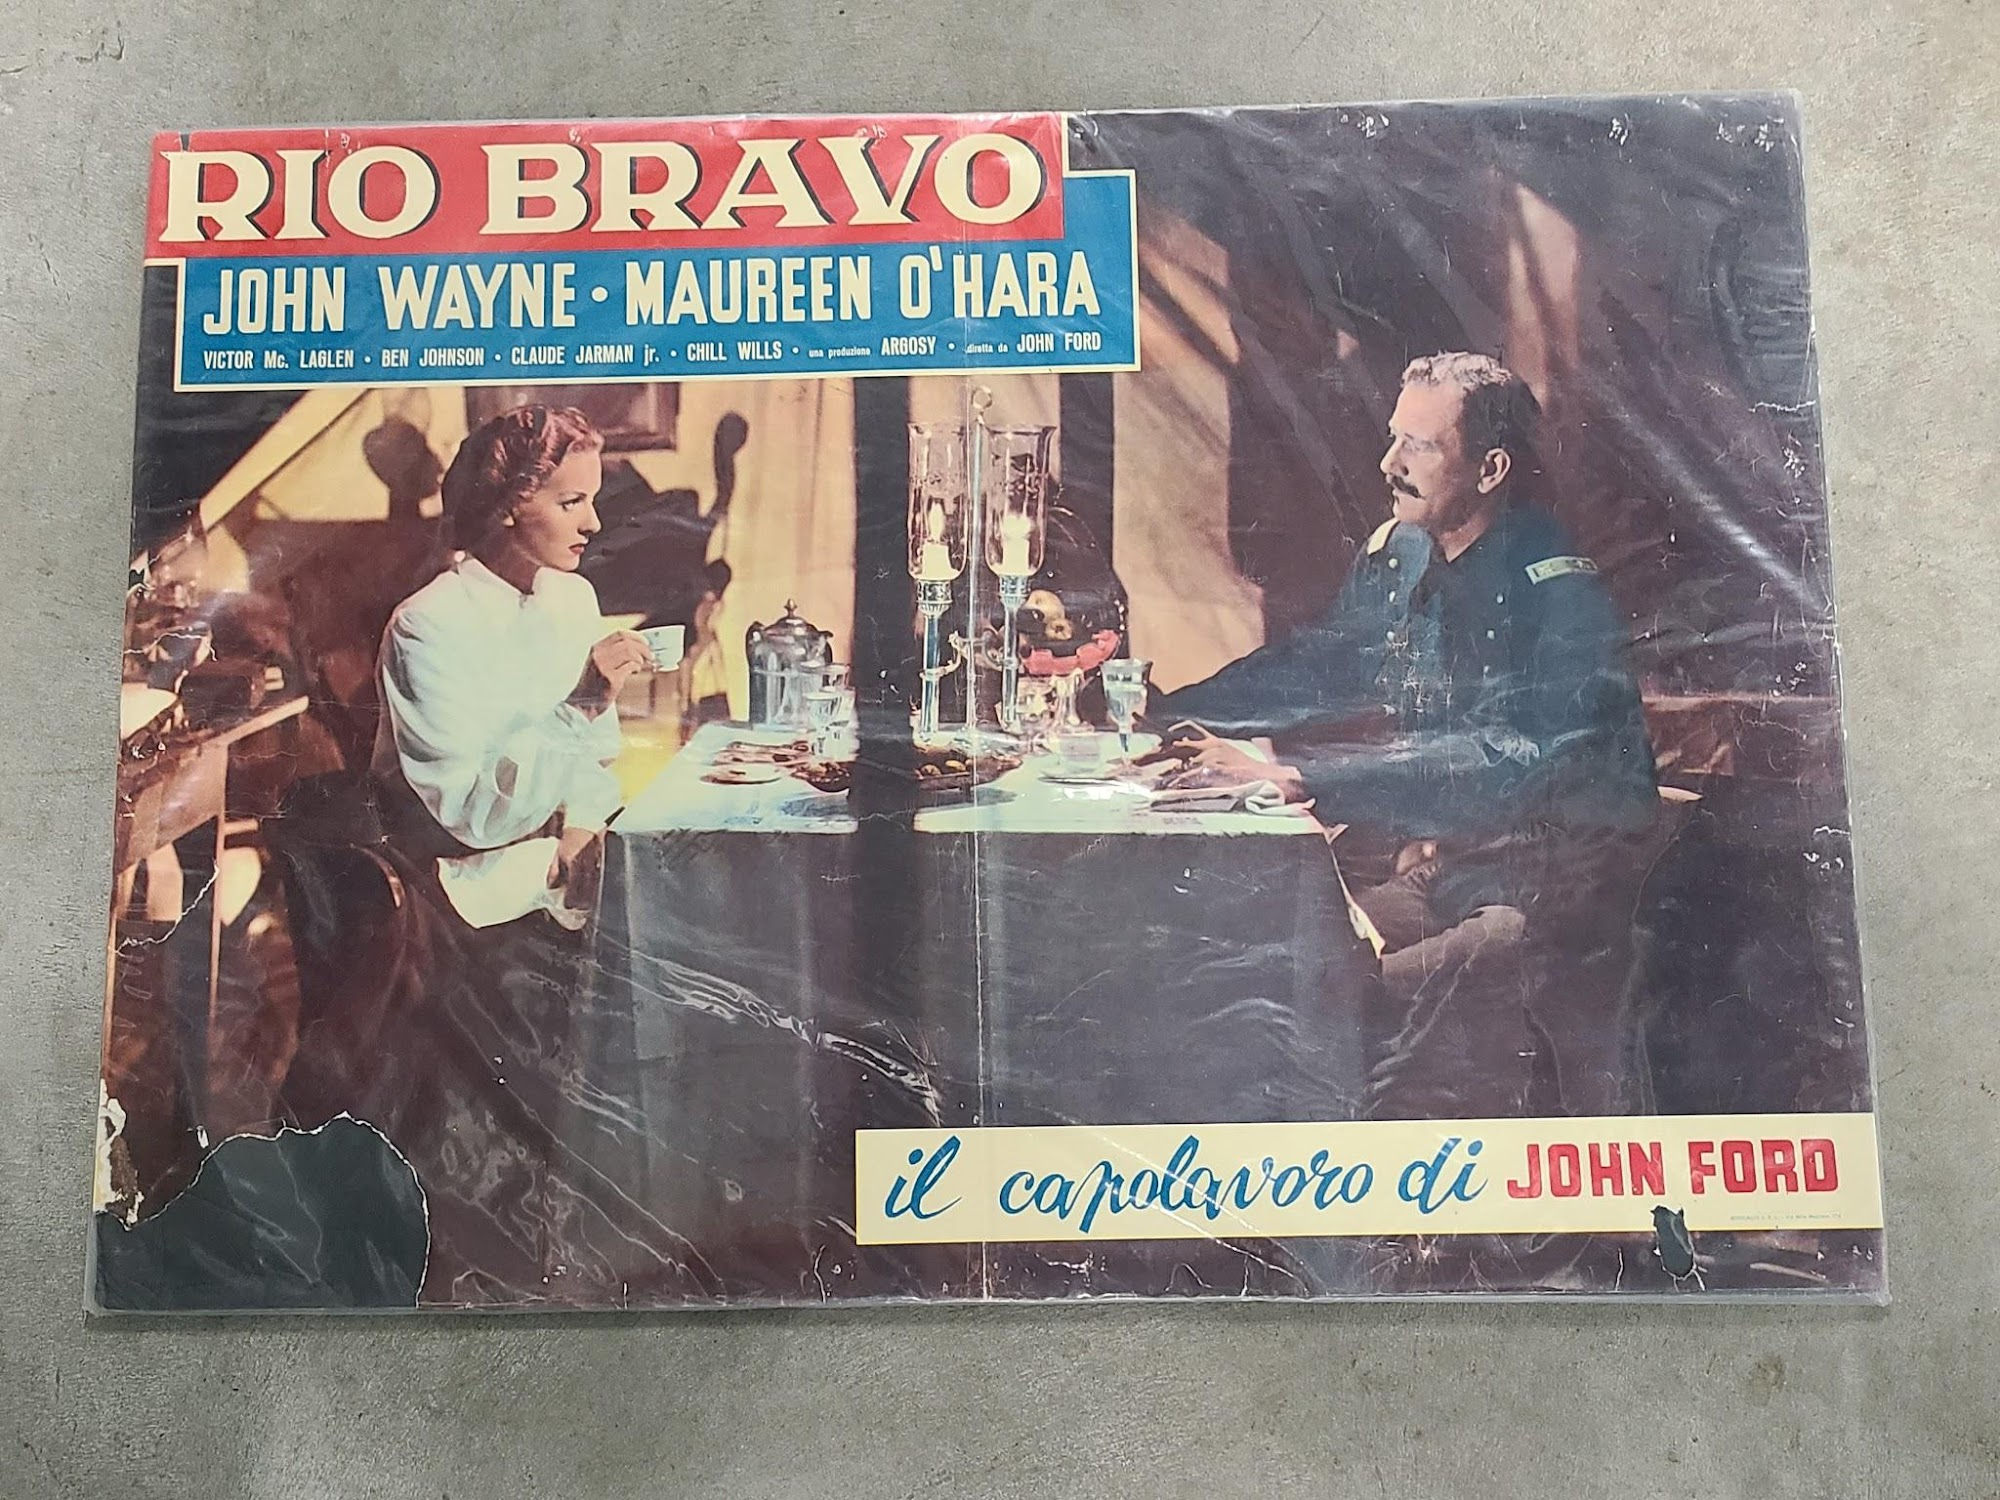 RIO BRAVO
JOHN WAYNE • MAUREEN O'HARA
VICTOR Mc. LAGLEN • BEN JOHNSON • CLAUDE JARMAN jr. • CHILL WILLS • una produzione ARGOSY • diretta da JOHN FORD
il capolavoro di JOHN FORD